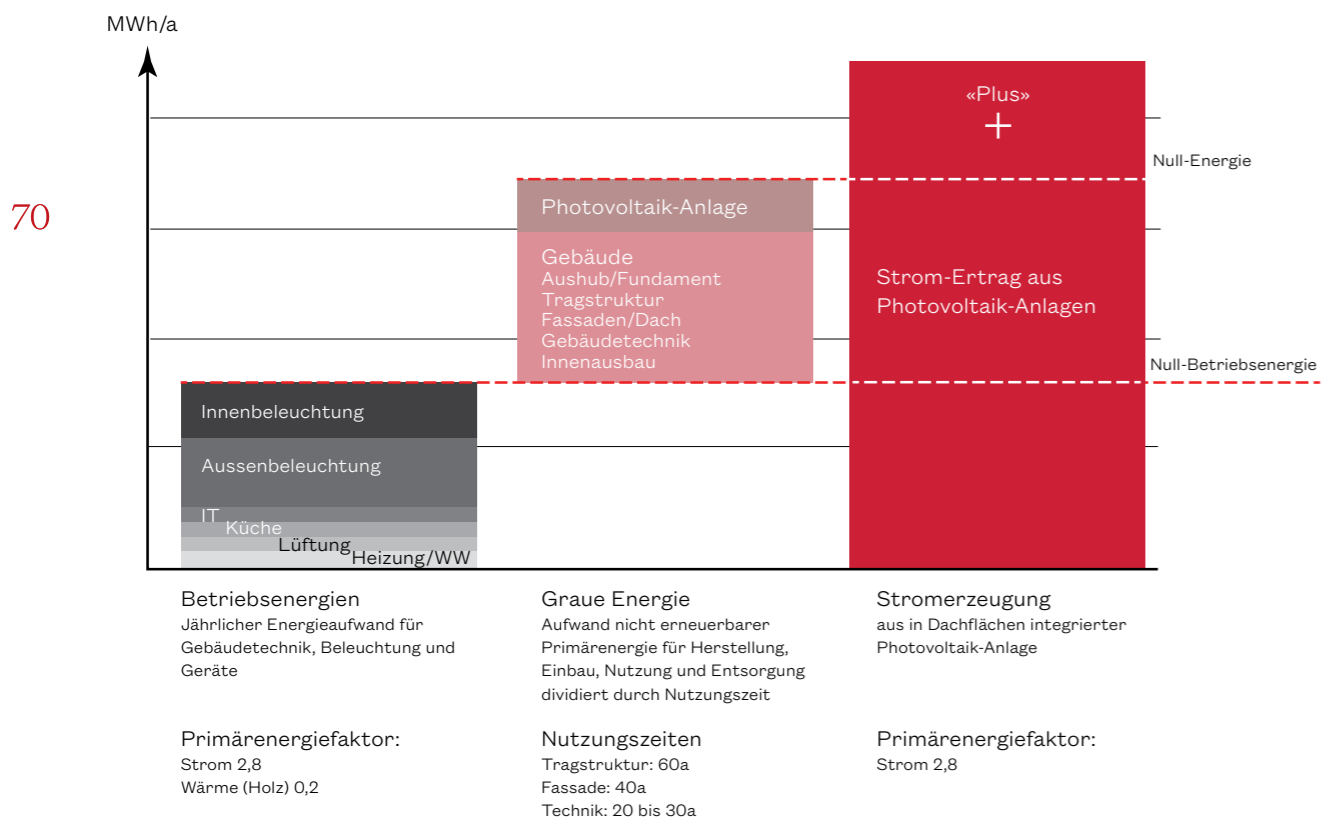 MWh/a
70
«Plus»
+
Null-Energie
Photovoltaik-Anlage
Gebäude
Aushub/Fundament
Tragstruktur
Fassaden/Dach
Gebäudetechnik
Innenausbau
Strom-Ertrag aus
Photovoltaik-Anlagen
Null-Betriebsenergie
Innenbeleuchtung
Aussenbeleuchtung
IT
Küche
Lüftung
Heizung/WW
Betriebsenergien
Jährlicher Energieaufwand für
Gebäudetechnik, Beleuchtung und
Geräte
Primärenergiefaktor:
Strom 2,8
Wärme (Holz) 0,2
Graue Energie
Aufwand nicht erneuerbarer
Primärenergie für Herstellung,
Einbau, Nutzung und Entsorgung
dividiert durch Nutzungszeit
Nutzungszeiten
Tragstruktur: 60a
Fassade: 40a
Technik: 20 bis 30a
Stromerzeugung
aus in Dachflächen integrierter
Photovoltaik-Anlage
Primärenergiefaktor:
Strom 2,8